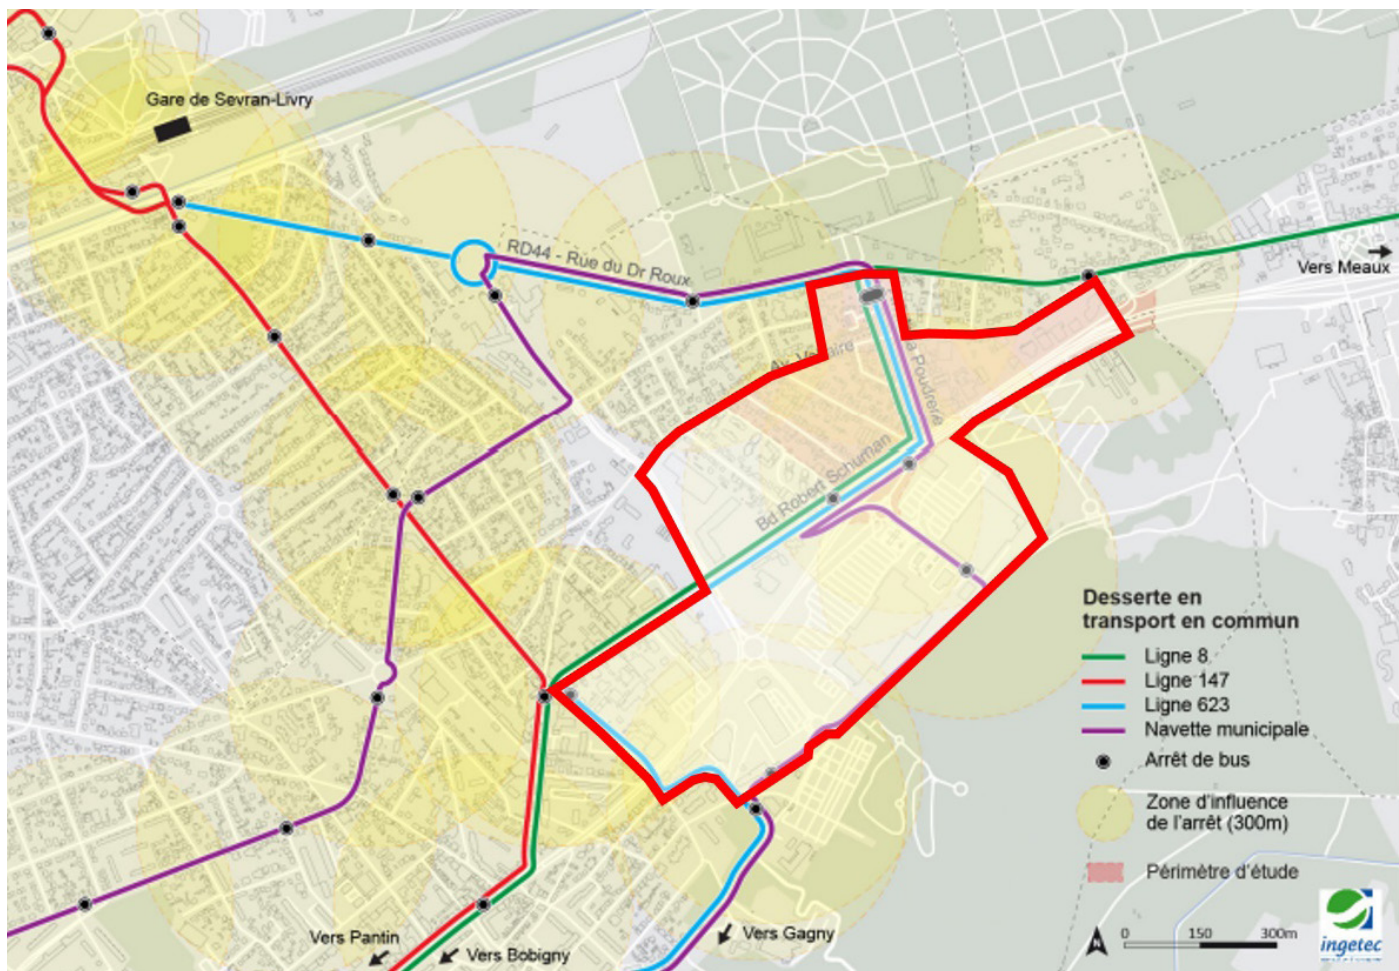 Gare de Sevran-Livry
RD44 - Rue du Dr Roux
Vers Meaux
Poudrerie
Bd Robert Schuman
Desserte en
transport en commun
Ligne 8
Ligne 147
Ligne 623
Navette municipale
Arrêt de bus
Zone d'influence
de l'arrêt (300m)
Périmètre d'étude
Vers Pantin
Vers Bobigny
Vers Gagny
N
0 150 300m
ingetec